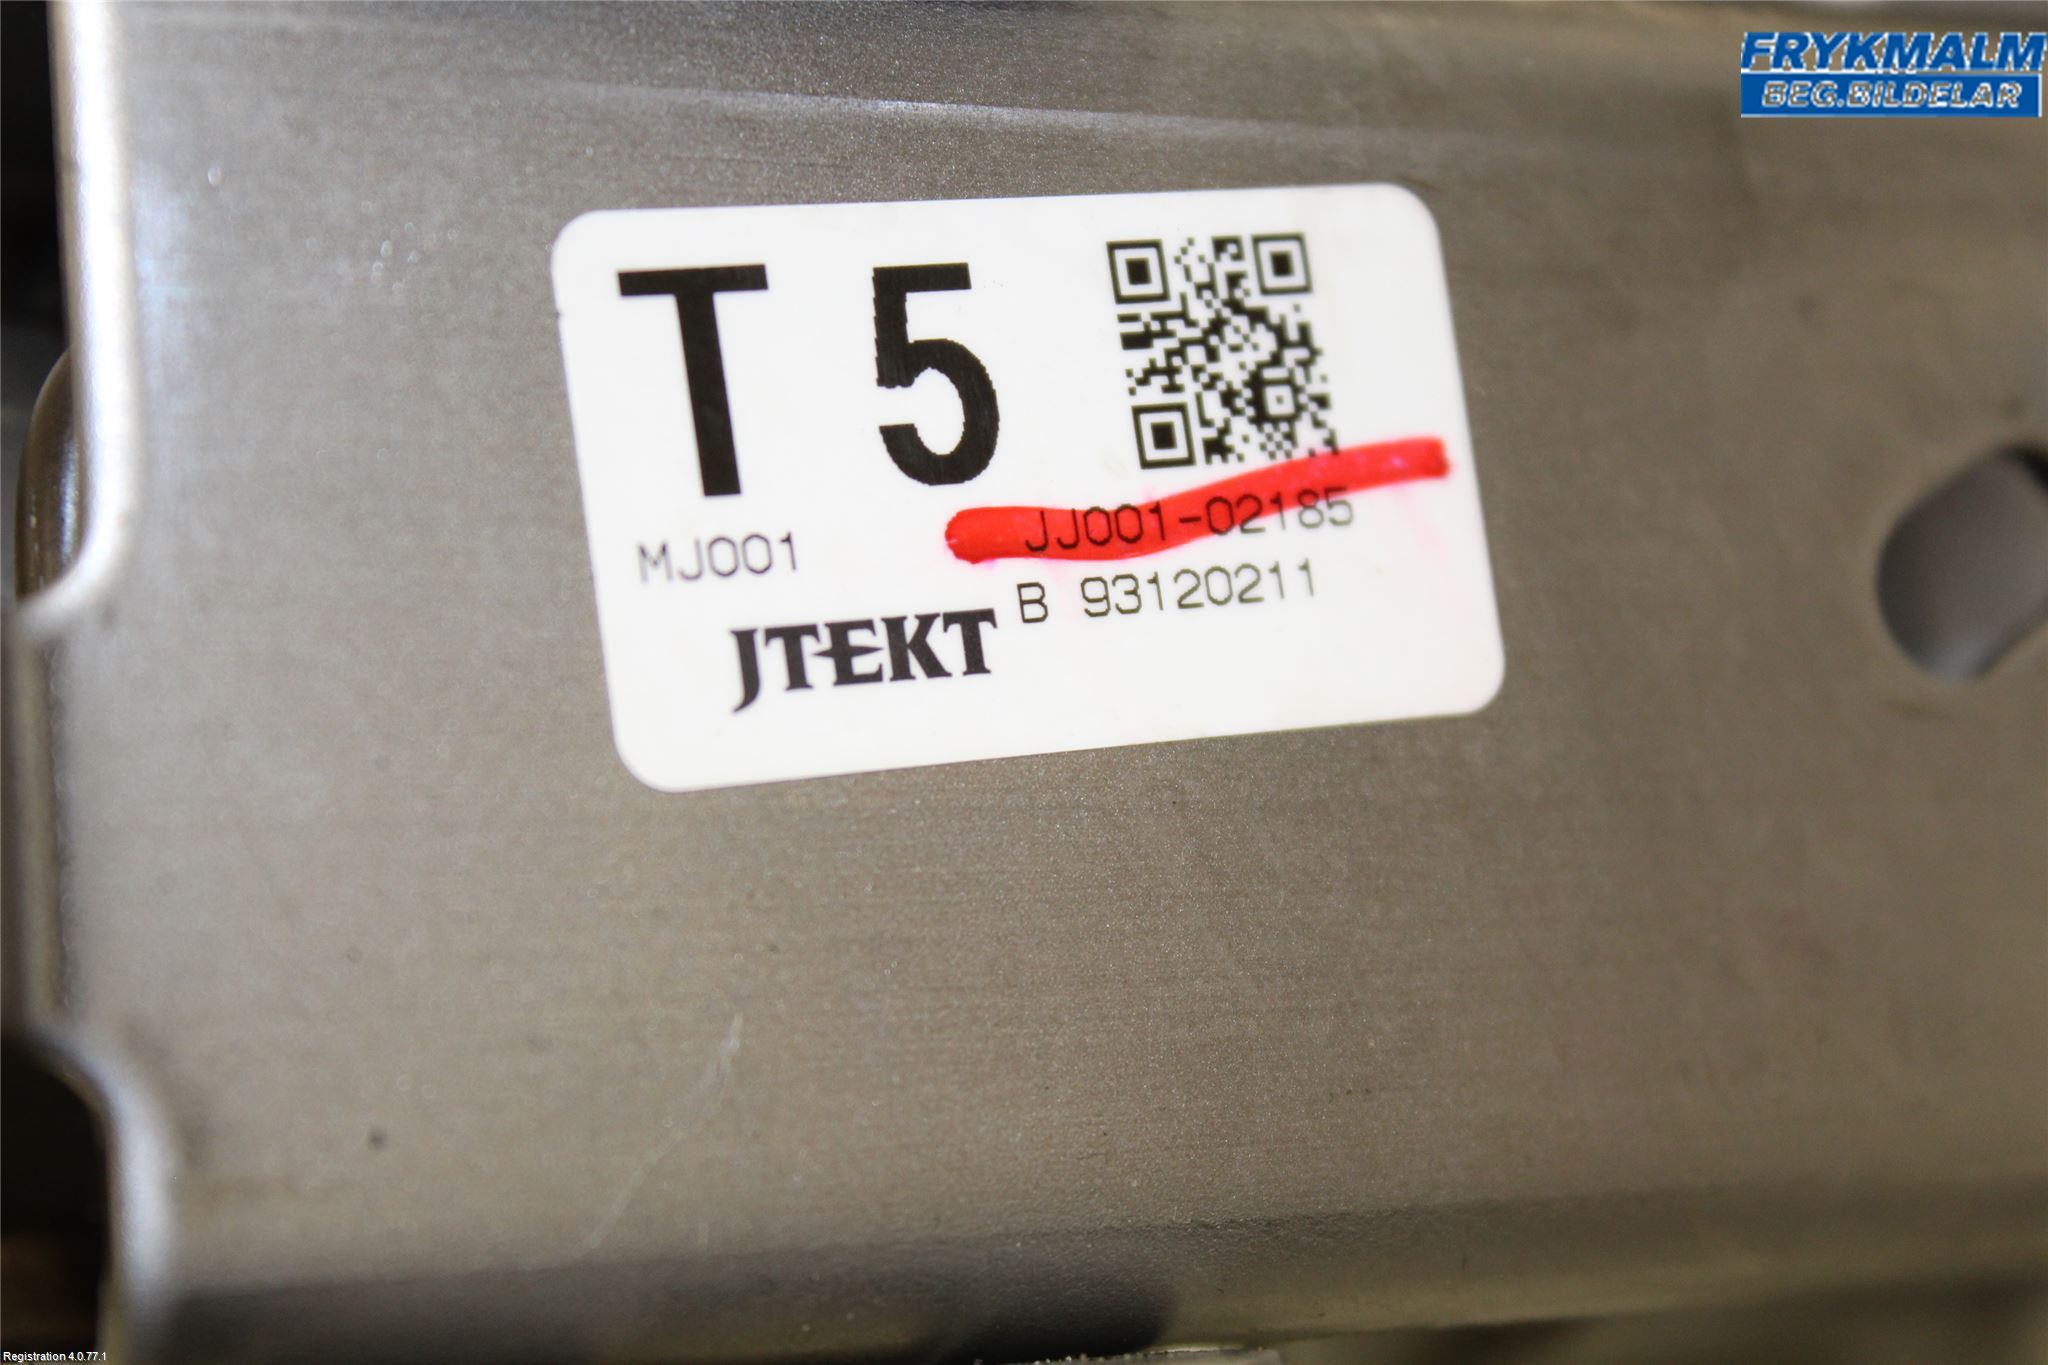 FRYKMALM
BEG.BILDELAR
T 5
MJ001
JJ001-02185
B 93120211
JTEKT
Registration 4.0.77.1